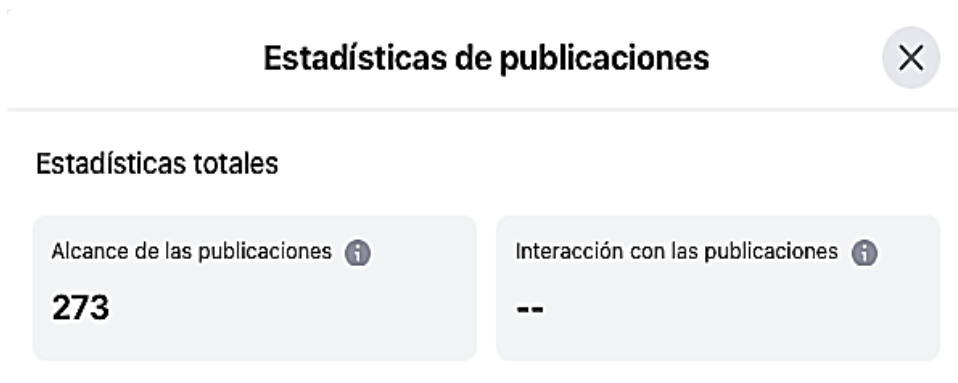 Estadísticas de publicaciones
Estadísticas totales
Alcance de las publicaciones
273
Interacción con las publicaciones
--